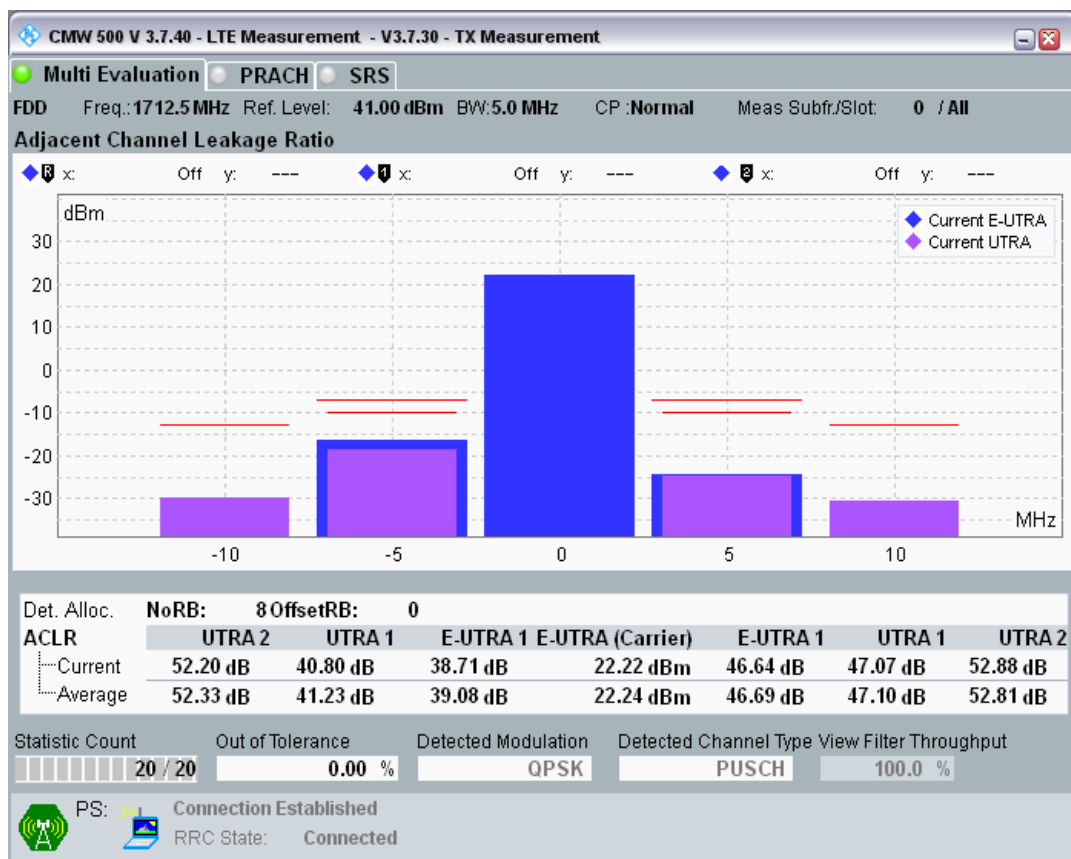 CMW 500 V 3.7.40 - LTE Measurement - V3.7.30 - TX Measurement
Multi Evaluation PRACH SRS
FDD Freq.: 1712.5 MHz Ref. Level: 41.00 dBm BW: 5.0 MHz CP : Normal Meas Subfr./Slot: 0 / All
Adjacent Channel Leakage Ratio
R x: Off y: --- 1 x: Off y: --- 2 x: Off y: ---
dBm
Current E-UTRA
Current UTRA
30
20
10
0
-10
-20
-30
MHz
-10 -5 0 5 10
Det. Alloc. NoRB: 8 OffsetRB: 0
ACLR UTRA 2 UTRA 1 E-UTRA 1 E-UTRA (Carrier) E-UTRA 1 UTRA 1 UTRA 2
Current 52.20 dB 40.80 dB 38.71 dB 22.22 dBm 46.64 dB 47.07 dB 52.88 dB
Average 52.33 dB 41.23 dB 39.08 dB 22.24 dBm 46.69 dB 47.10 dB 52.81 dB
Statistic Count Out of Tolerance Detected Modulation Detected Channel Type View Filter Throughput
20 / 20 0.00 % QPSK PUSCH 100.0 %
PS: Connection Established
RRC State: Connected